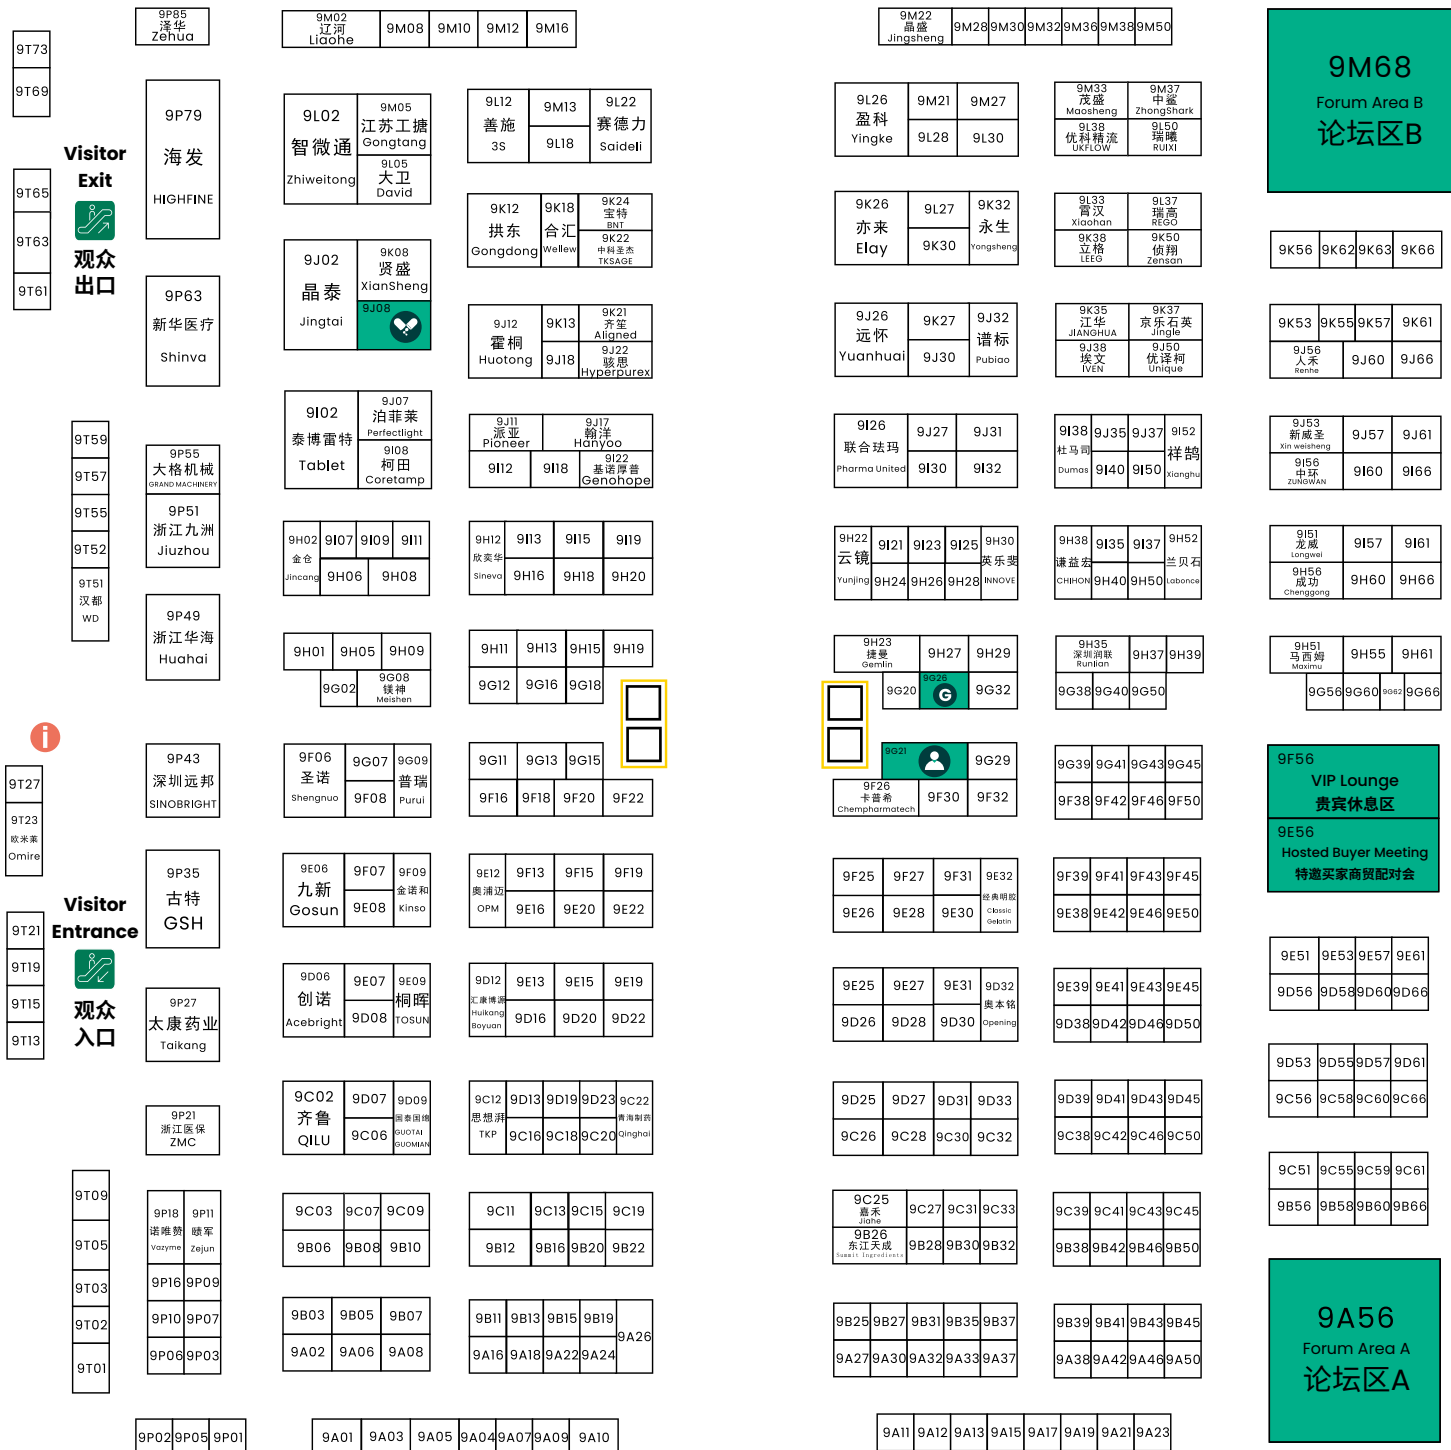 9P85
泽华
Zehua
9M02
辽河
Liaohe
9M08
9M10
9M12
9M16
9M22
晶盛
Jingsheng
9M28
9M30
9M32
9M36
9M38
9M50
9T73
9T69
9T65
9T63
9T61
Visitor
Exit
观众
出口
9P79
海发
HIGHFINE
9P63
新华医疗
Shinva
9L02
智微通
Zhiweitong
9M05
江苏工搪
Gongtang
9L05
大卫
David
9J02
晶泰
Jingtai
9K08
贤盛
XianSheng
9J08
9L12
善施
3S
9M13
9L18
9L22
赛德力
Saideli
9K12
拱东
Gongdong
9K18
合汇
Wellew
9K24
宝特
BNT
9K22
中科圣杰
TKSAGE
9J12
霍桐
Huotong
9K13
9J18
9K21
齐笙
Aligned
9J22
骇思
Hyperpurex
9L26
盈科
Yingke
9M21
9M27
9L28
9L30
9K26
亦来
Elay
9L27
9K30
9K32
永生
Yongsheng
9J26
远怀
Yuanhuai
9K27
9J30
9J32
谱标
Pubiao
9M33
茂盛
Maosheng
9M37
中鲨
ZhongShark
9L38
优科精流
UKFLOW
9L50
瑞曦
RUIXI
9L33
霄汉
Xiaohan
9L37
瑞高
REGO
9K38
立格
LEEG
9K50
侦翔
Zensan
9K35
江华
JIANGHUA
9K37
京乐石英
Jingle
9J38
埃文
IVEN
9J50
优译柯
Unique
9M68
Forum Area B
论坛区B
9K56
9K62
9K63
9K66
9K53
9K55
9K57
9K61
9J56
人禾
Renhe
9J60
9J66
9T59
9T57
9T55
9T52
9T51
汉都
WD
9P55
大格机械
GRAND MACHINERY
9P51
浙江九洲
Jiuzhou
9P49
浙江华海
Huahai
9I02
泰博雷特
Tablet
9J07
泊菲莱
Perfectlight
9I08
柯田
Coretamp
9J11
派亚
Pioneer
9J17
翰洋
Hanyoo
9I12
9I18
9I22
基诺厚普
Genohope
9I26
联合珐玛
Pharma United
9J27
9J31
9I30
9I32
9I38
杜马司
Dumas
9J35
9J37
9I40
9I50
9I52
祥鹄
Xianghu
9J53
新威圣
Xin weisheng
9J57
9J61
9I56
中环
ZUNGWAN
9I60
9I66
9H02
金仓
Jincang
9I07
9I09
9I11
9H06
9H08
9H12
欣奕华
Sineva
9I13
9I15
9I19
9H16
9H18
9H20
9H22
云镜
Yunjing
9I21
9I23
9I25
9H24
9H26
9H28
9H30
英乐斐
INNOVE
9H38
谦益宏
CHIHON
9I35
9I37
9H40
9H50
9H52
兰贝石
Labonce
9I51
龙威
Longwei
9I57
9I61
9H56
成功
Chenggong
9H60
9H66
9H01
9H05
9H09
9G02
9G08
镁神
Meishen
9H11
9H13
9H15
9H19
9G12
9G16
9G18
9H23
捷曼
Gemlin
9H27
9H29
9G20
9G26
G
9G32
9H35
深圳润联
Runlian
9H37
9H39
9G38
9G40
9G50
9H51
马西姆
Maximu
9H55
9H61
9G56
9G60
9G62
9G66
i
9T27
9T23
欧米莱
Omire
9P43
深圳远邦
SINOBRIGHT
9F06
圣诺
Shengnuo
9G07
9F08
9G09
普瑞
Purui
9G11
9G13
9G15
9F16
9F18
9F20
9F22
9G21
9G29
9F26
卡普希
Chempharmatech
9F30
9F32
9G39
9G41
9G43
9G45
9F38
9F42
9F46
9F50
9F56
VIP Lounge
贵宾休息区
9E56
Hosted Buyer Meeting
特邀买家商贸配对会
Visitor
Entrance
观众
入口
9T21
9T19
9T15
9T13
9P35
古特
GSH
9P27
太康药业
Taikang
9P21
浙江医保
ZMC
9E06
九新
Gosun
9F07
9E08
9F09
金诺和
Kinso
9E12
奥浦迈
OPM
9F13
9F15
9F19
9E16
9E20
9E22
9F25
9F27
9F31
9E26
9E28
9E30
9E32
经典明胶
Classic
Gelatin
9F39
9F41
9F43
9F45
9E38
9E42
9E46
9E50
9D06
创诺
Acebright
9E07
9D08
9E09
桐晖
TOSUN
9D12
汇康博源
Huikang
Boyuan
9E13
9E15
9E19
9D16
9D20
9D22
9E25
9E27
9E31
9D26
9D28
9D30
9D32
奥本铭
Opening
9E39
9E41
9E43
9E45
9D38
9D42
9D46
9D50
9E51
9E53
9E57
9E61
9D56
9D58
9D60
9D66
9C02
齐鲁
QILU
9D07
9C06
9D09
国泰国绵
GUOTAI
GUOMIAN
9C12
思想湃
TKP
9D13
9D19
9D23
9C16
9C18
9C20
9C22
青海制药
Qinghai
9D25
9D27
9D31
9D33
9C26
9C28
9C30
9C32
9D39
9D41
9D43
9D45
9C38
9C42
9C46
9C50
9D53
9D55
9D57
9D61
9C56
9C58
9C60
9C66
9T09
9T05
9T03
9T02
9T01
9P18
诺唯赞
Vazyme
9P11
赜军
Zejun
9P16
9P09
9P10
9P07
9P06
9P03
9C03
9C07
9C09
9B06
9B08
9B10
9C11
9C13
9C15
9C19
9B12
9B16
9B20
9B22
9C25
嘉禾
Jiahe
9C27
9C31
9C33
9B26
东江天成
Summit Ingredients
9B28
9B30
9B32
9C39
9C41
9C43
9C45
9B38
9B42
9B46
9B50
9C51
9C55
9C59
9C61
9B56
9B58
9B60
9B66
9B03
9B05
9B07
9A02
9A06
9A08
9B11
9B13
9B15
9B19
9A26
9A16
9A18
9A22
9A24
9B25
9B27
9B31
9B35
9B37
9A27
9A30
9A32
9A33
9A37
9B39
9B41
9B43
9B45
9A38
9A42
9A46
9A50
9A56
Forum Area A
论坛区A
9P02
9P05
9P01
9A01
9A03
9A05
9A04
9A07
9A09
9A10
9A11
9A12
9A13
9A15
9A17
9A19
9A21
9A23